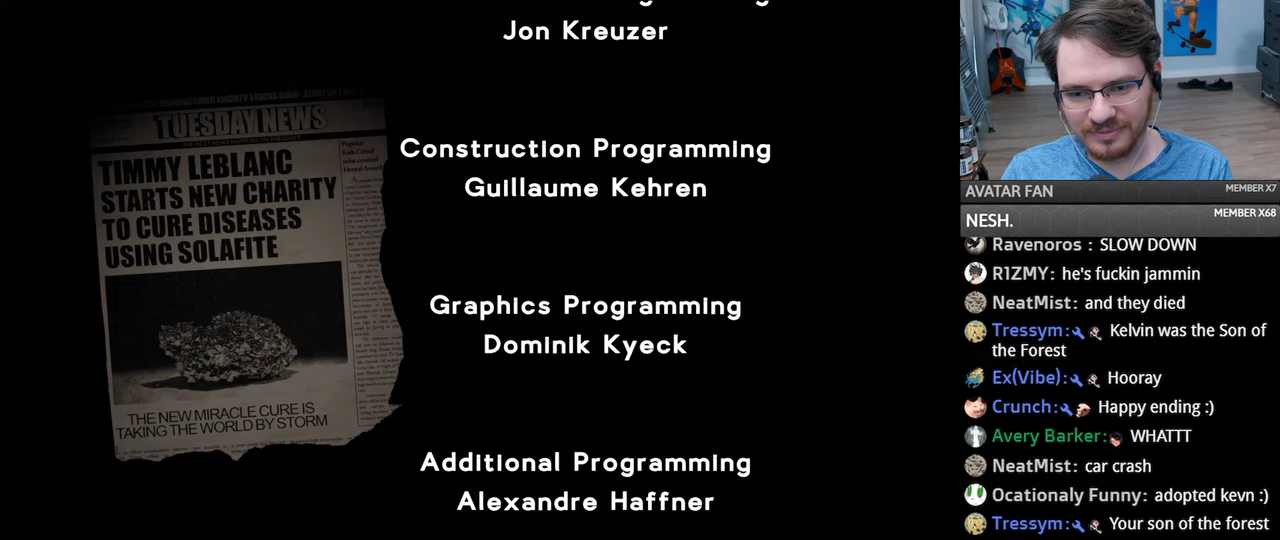 Jon Kreuzer
TUESDAY NEWS
TIMMY LEBLANC
STARTS NEW CHARITY
TO CURE DISEASES
USING SOLAFITE
Popular
THE NEW MIRACLE CURE IS
TAKING THE WORLD BY STORM
Construction Programming
Guillaume Kehren
Graphics Programming
Dominik Kyeck
Additional Programming
Alexandre Haffner
AVATAR FAN
MEMBER X7
NESH.
MEMBER X68
Ravenoros : SLOW DOWN
R1ZMY: he's fuckin jammin
NeatMist: and they died
Tressym: Kelvin was the Son of
the Forest
Ex(Vibe): Hooray
Crunch: Happy ending :)
Avery Barker: WHATTT
NeatMist: car crash
Ocationaly Funny: adopted kevn :)
Tressym: Your son of the forest